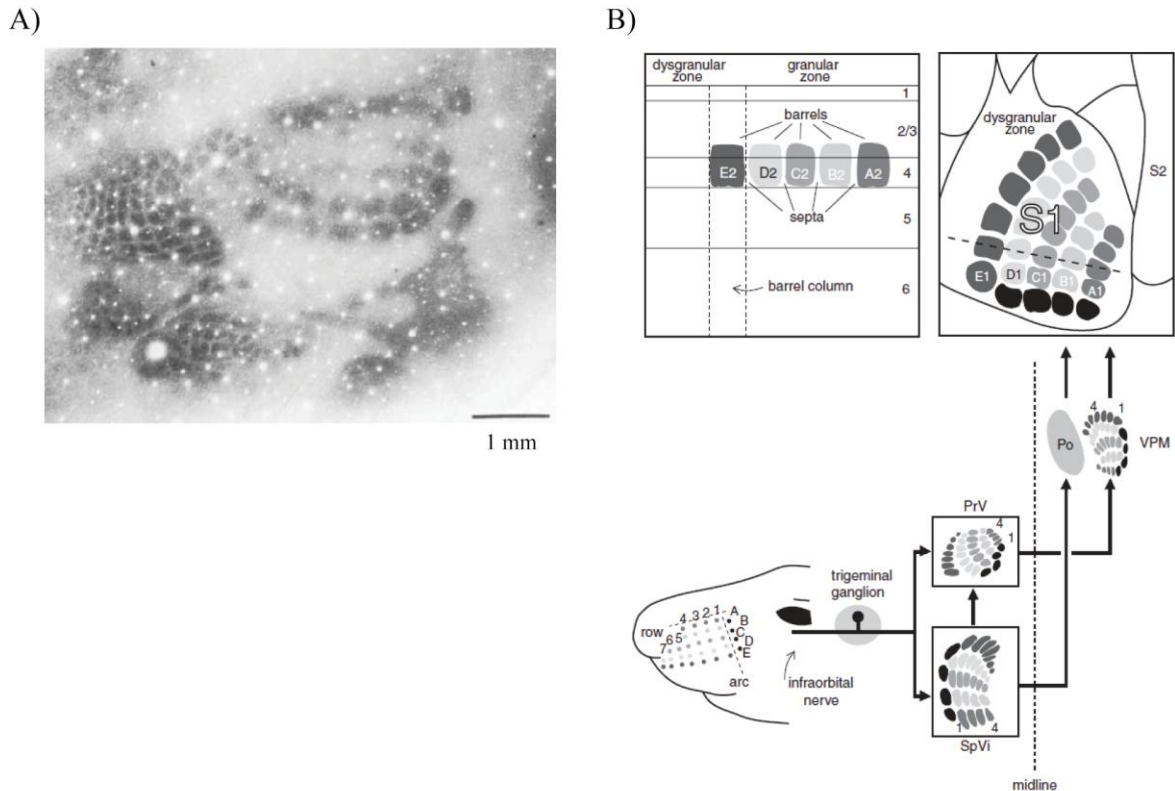 A)
1 mm
B)
dysgranular zone
granular zone
1
2/3
4
5
6
barrels
E2 D2 C2 B2 A2
septa
barrel column
dysgranular zone
S1
S2
E1 D1 C1 B1 A1
4 1
Po
VPM
PrV
4
1
trigeminal ganglion
row
7 6 5 4 3 2 1
A
B
C
D
E
arc
infraorbital nerve
1 4
SpVi
midline